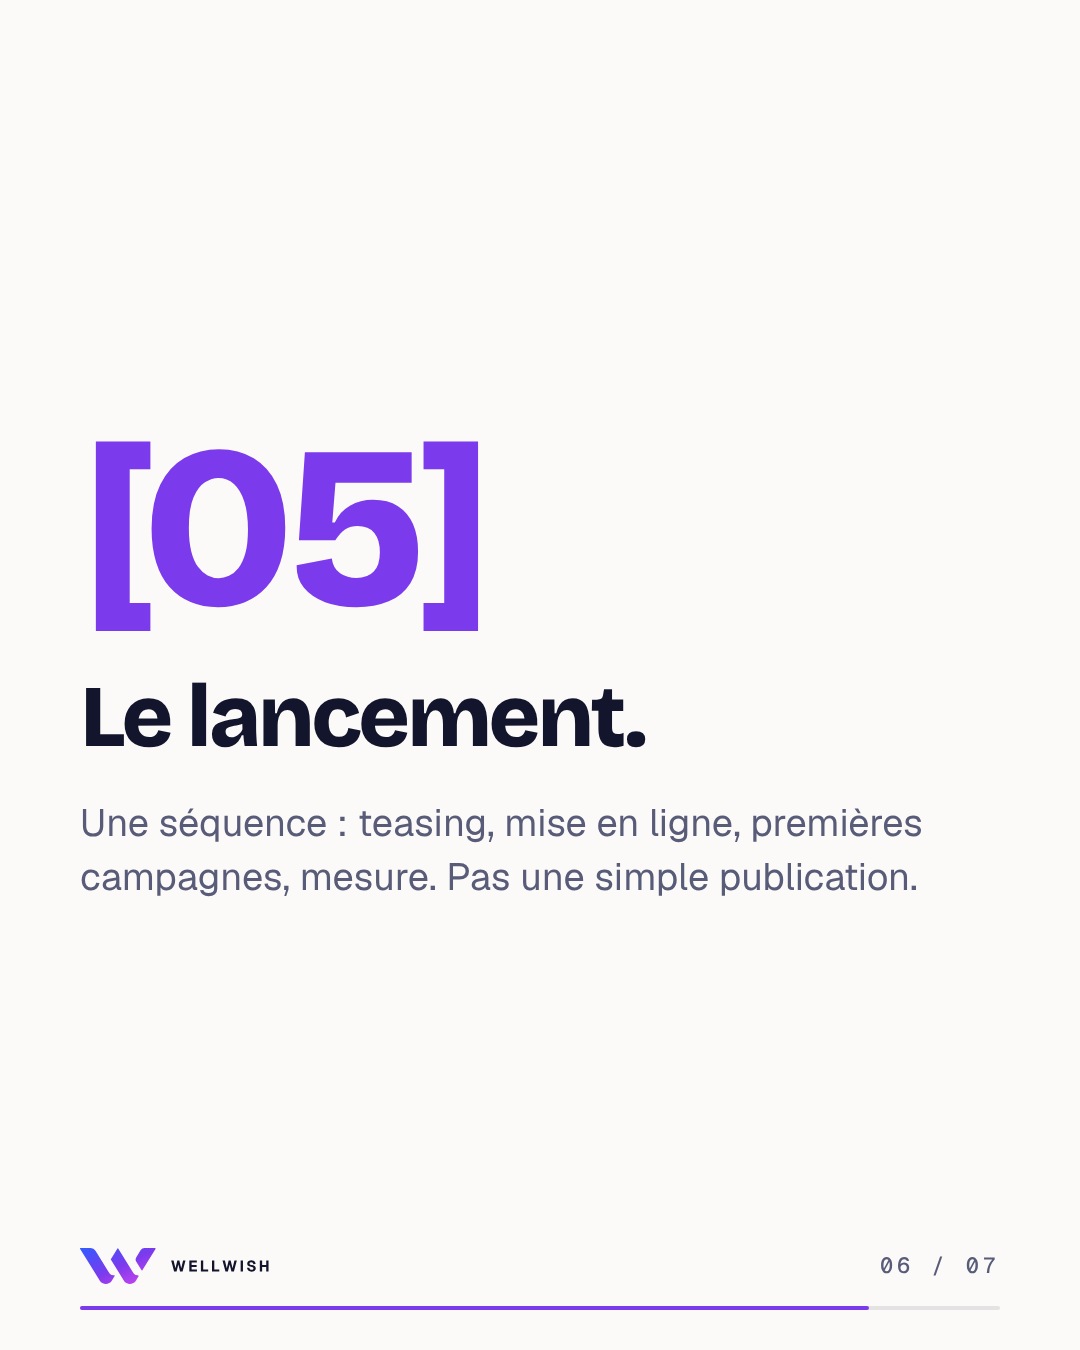 [05]
Le lancement.
Une séquence : teasing, mise en ligne, premières
campagnes, mesure. Pas une simple publication.
WELLWISH
06 / 07